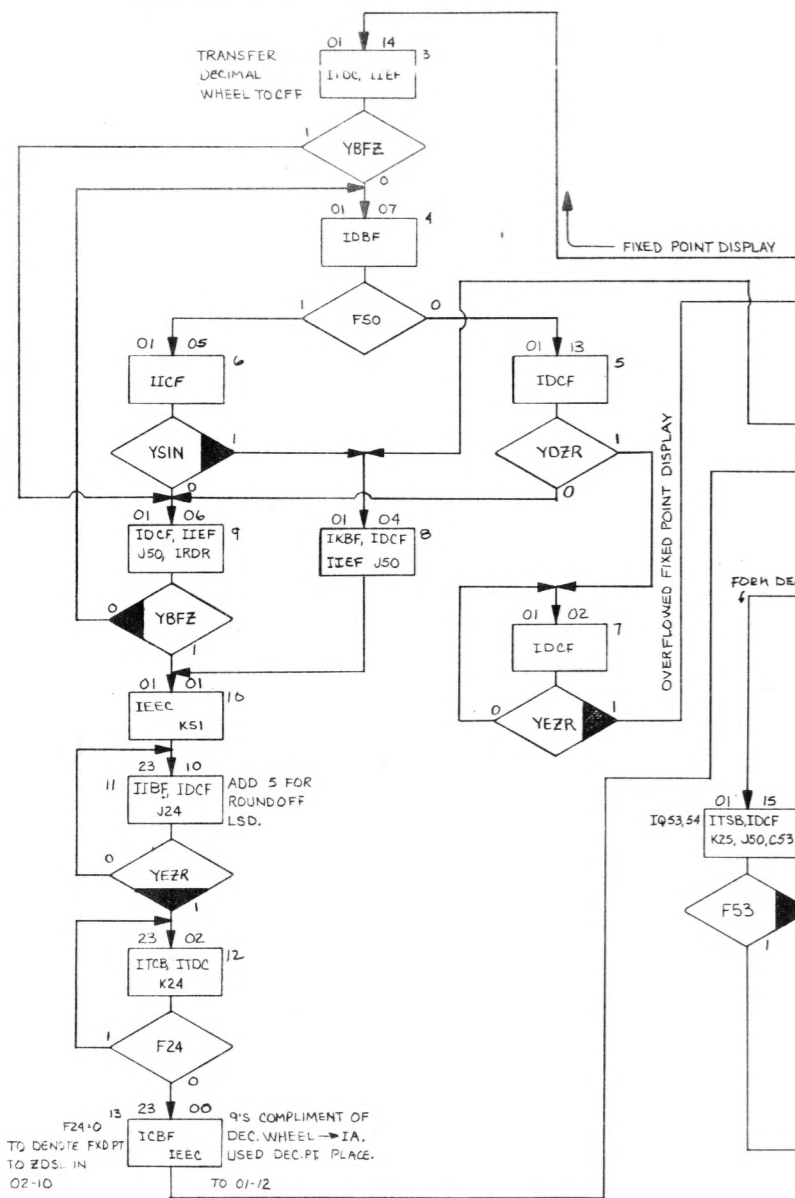 01 14
3
TRANSFER
DECIMAL
WHEEL TO CFF
ITDC, IIEF
1
YBFZ
0
01 07
4
IDBF
FIXED POINT DISPLAY
1
F50
0
01 05
6
IICF
01 13
5
IDCF
YSIN
1
0
YDZR
1
0
OVERFLOWED FIXED POINT DISPLAY
01 06
9
IDCF, IIEF
J50, IRDR
01 04
8
IKBF, IDCF
IIEF J50
0
YBFZ
1
01 02
7
IDCF
0
YEZR
1
FORM DE
01 01
10
IEEC
K51
23 10
11
IIBF, IDCF
J24
ADD 5 FOR
ROUNDOFF
LSD.
0
YEZR
1
01 15
IQ53,54
ITSB, IDCF
K25, J50, C53
F53
1
23 02
12
ITCB, ITDC
K24
1
F24
0
13
23 00
ICBF
IEEC
9'S COMPLIMENT OF
DEC. WHEEL → IA.
USED DEC. PT PLACE.
F24=0
TO DENOTE FXD PT
TO ZDSL IN
02-10
TO 01-12